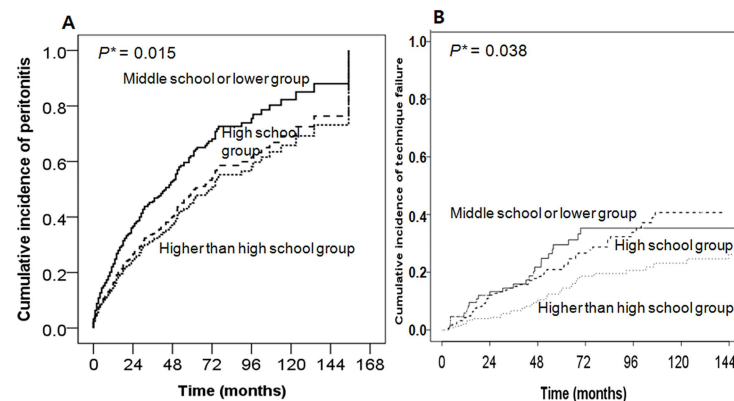 A
P* = 0.015
Cumulative incidence of peritonitis
1.0
0.8
0.6
0.4
0.2
0.0
Middle school or lower group
High school
group
Higher than high school group
0 24 48 72 96 120 144 168
Time (months)
B
P* = 0.038
Cumulative incidence of technique failure
1.0
0.8
0.6
0.4
0.2
0.0
Middle school or lower group
High school group
Higher than high school group
0 24 48 72 96 120 144
Time (months)